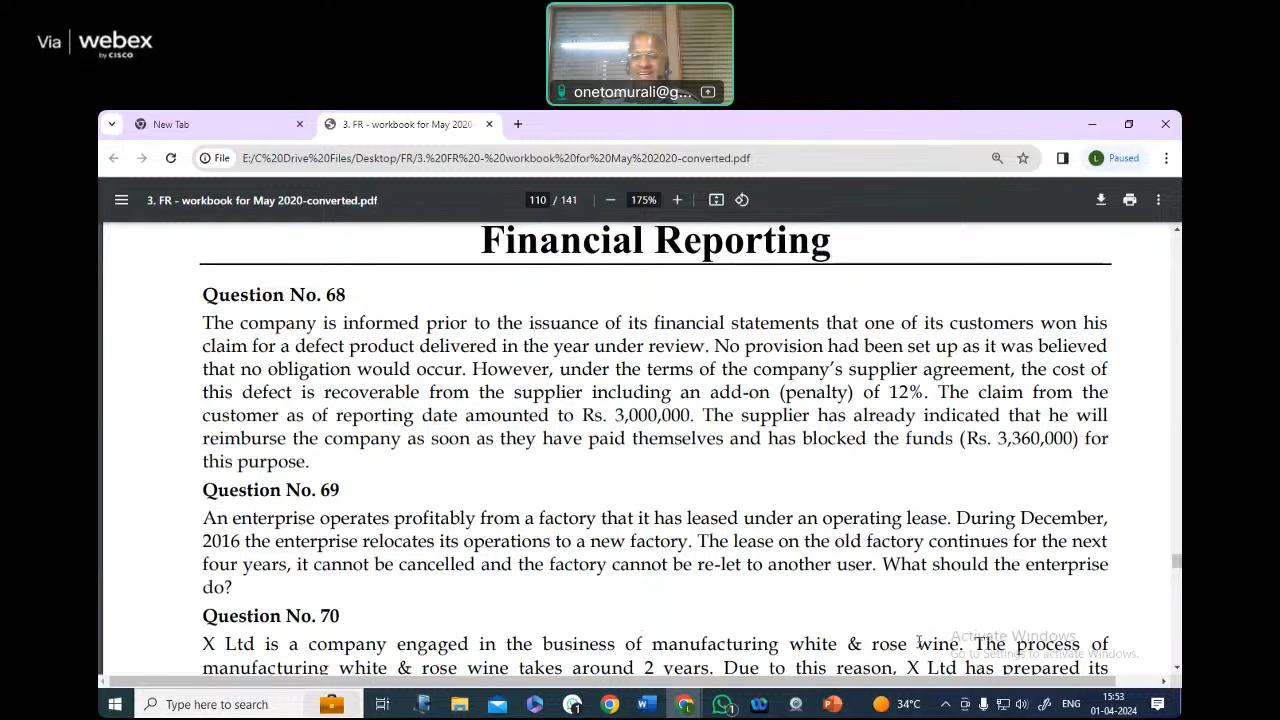 Via webex
by CISCO
onetomurali@g...
New Tab
3. FR - workbook for May 2020-
File
E:/C%20Drive%20Files/Desktop/FR/3.%20FR%20-%20workbook%20for%20May%202020-converted.pdf
L Paused
3. FR - workbook for May 2020-converted.pdf
110 / 141
175%
Financial Reporting
Question No. 68
The company is informed prior to the issuance of its financial statements that one of its customers won his
claim for a defect product delivered in the year under review. No provision had been set up as it was believed
that no obligation would occur. However, under the terms of the company's supplier agreement, the cost of
this defect is recoverable from the supplier including an add-on (penalty) of 12%. The claim from the
customer as of reporting date amounted to Rs. 3,000,000. The supplier has already indicated that he will
reimburse the company as soon as they have paid themselves and has blocked the funds (Rs. 3,360,000) for
this purpose.
Question No. 69
An enterprise operates profitably from a factory that it has leased under an operating lease. During December,
2016 the enterprise relocates its operations to a new factory. The lease on the old factory continues for the next
four years, it cannot be cancelled and the factory cannot be re-let to another user. What should the enterprise
do?
Question No. 70
X Ltd is a company engaged in the business of manufacturing white & rose wine. The process of
manufacturing white & rose wine takes around 2 years. Due to this reason, X Ltd has prepared its
Activate Windows
Go to Settings to activate Windows.
Type here to search
34°C
ENG
15:53
01-04-2024